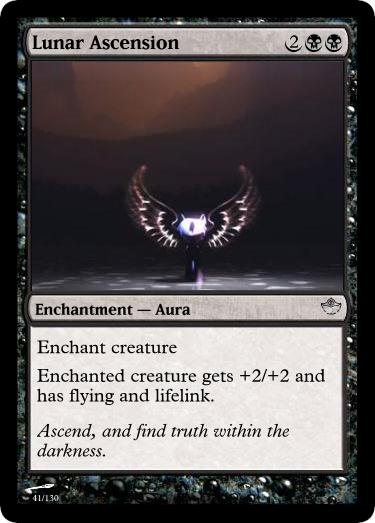 Lunar Ascension 2
Enchantment — Aura
Enchant creature
Enchanted creature gets +2/+2 and
has flying and lifelink.
Ascend, and find truth within the
darkness.
41/130